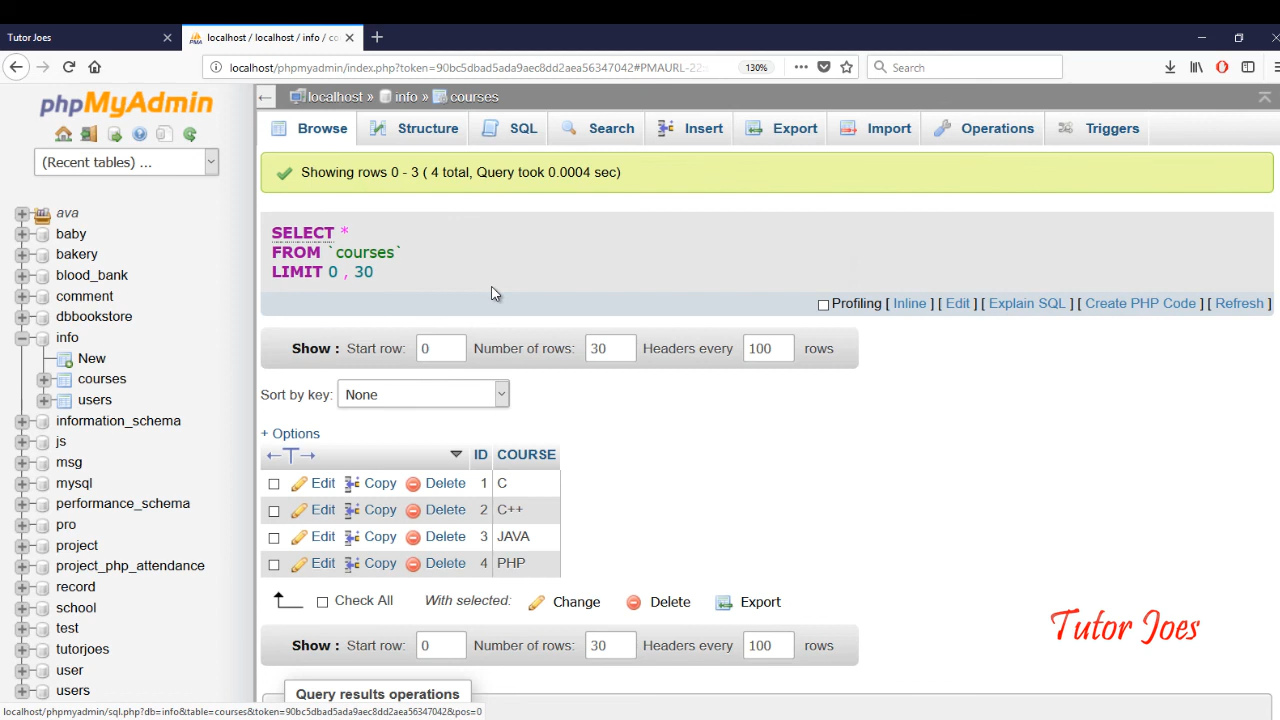 Tutor Joes
localhost / localhost / info / co
localhost/phpmyadmin/index.php?token=90bc5dbad5ada9aec8dd2aea56347042#PMAURL-22:s
130%
Search
phpMyAdmin
(Recent tables) ...
ava
baby
bakery
blood_bank
comment
dbbookstore
info
New
courses
users
information_schema
js
msg
mysql
performance_schema
pro
project
project_php_attendance
record
school
test
tutorjoes
user
users
localhost » info » courses
Browse Structure SQL Search Insert Export Import Operations Triggers
Showing rows 0 - 3 ( 4 total, Query took 0.0004 sec)
SELECT *
FROM `courses`
LIMIT 0 , 30
Profiling [ Inline ] [ Edit ] [ Explain SQL ] [ Create PHP Code ] [ Refresh ]
Show : Start row: 0 Number of rows: 30 Headers every 100 rows
Sort by key: None
+ Options
←T→ ID COURSE
Edit Copy Delete 1 C
Edit Copy Delete 2 C++
Edit Copy Delete 3 JAVA
Edit Copy Delete 4 PHP
Check All With selected: Change Delete Export
Show : Start row: 0 Number of rows: 30 Headers every 100 rows
Query results operations
Tutor Joes
localhost/phpmyadmin/sql.php?db=info&table=courses&token=90bc5dbad5ada9aec8dd2aea56347042&pos=0